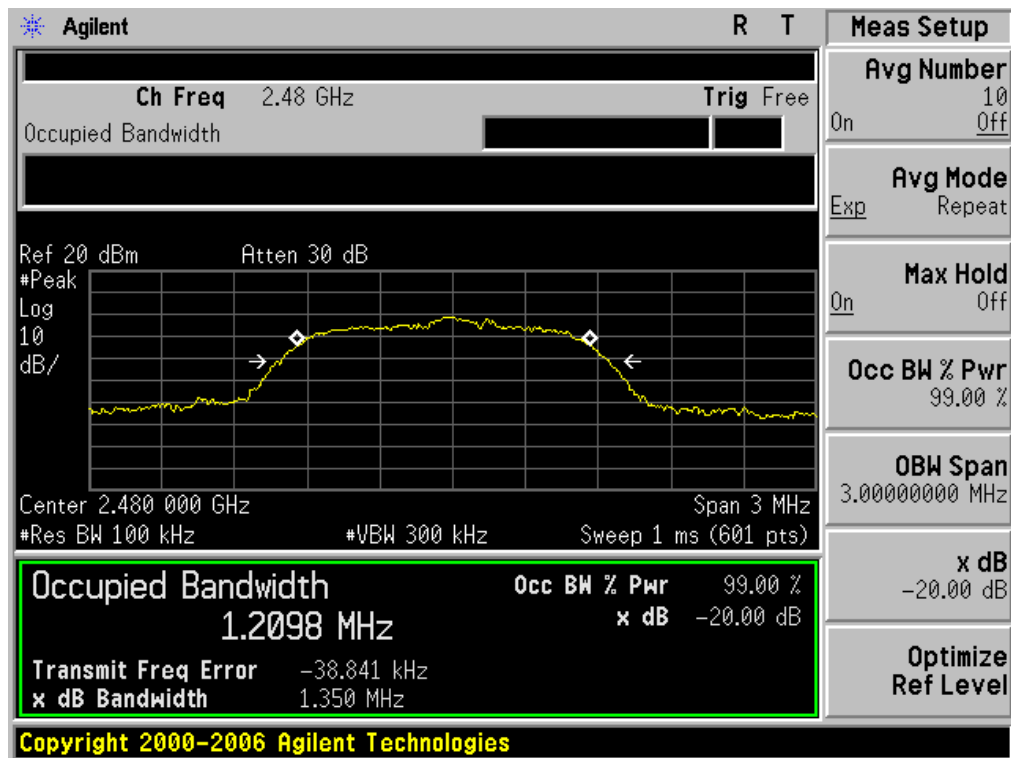 Agilent R T
Ch Freq 2.48 GHz Trig Free
Occupied Bandwidth
Ref 20 dBm Atten 30 dB
#Peak
Log
10
dB/
Center 2.480 000 GHz Span 3 MHz
#Res BW 100 kHz #VBW 300 kHz Sweep 1 ms (601 pts)
Occupied Bandwidth Occ BW % Pwr 99.00 %
1.2098 MHz x dB -20.00 dB
Transmit Freq Error -38.841 kHz
x dB Bandwidth 1.350 MHz
Copyright 2000-2006 Agilent Technologies
Meas Setup
Avg Number
10
On Off
Avg Mode
Exp Repeat
Max Hold
On Off
Occ BW % Pwr
99.00 %
OBW Span
3.00000000 MHz
x dB
-20.00 dB
Optimize
Ref Level